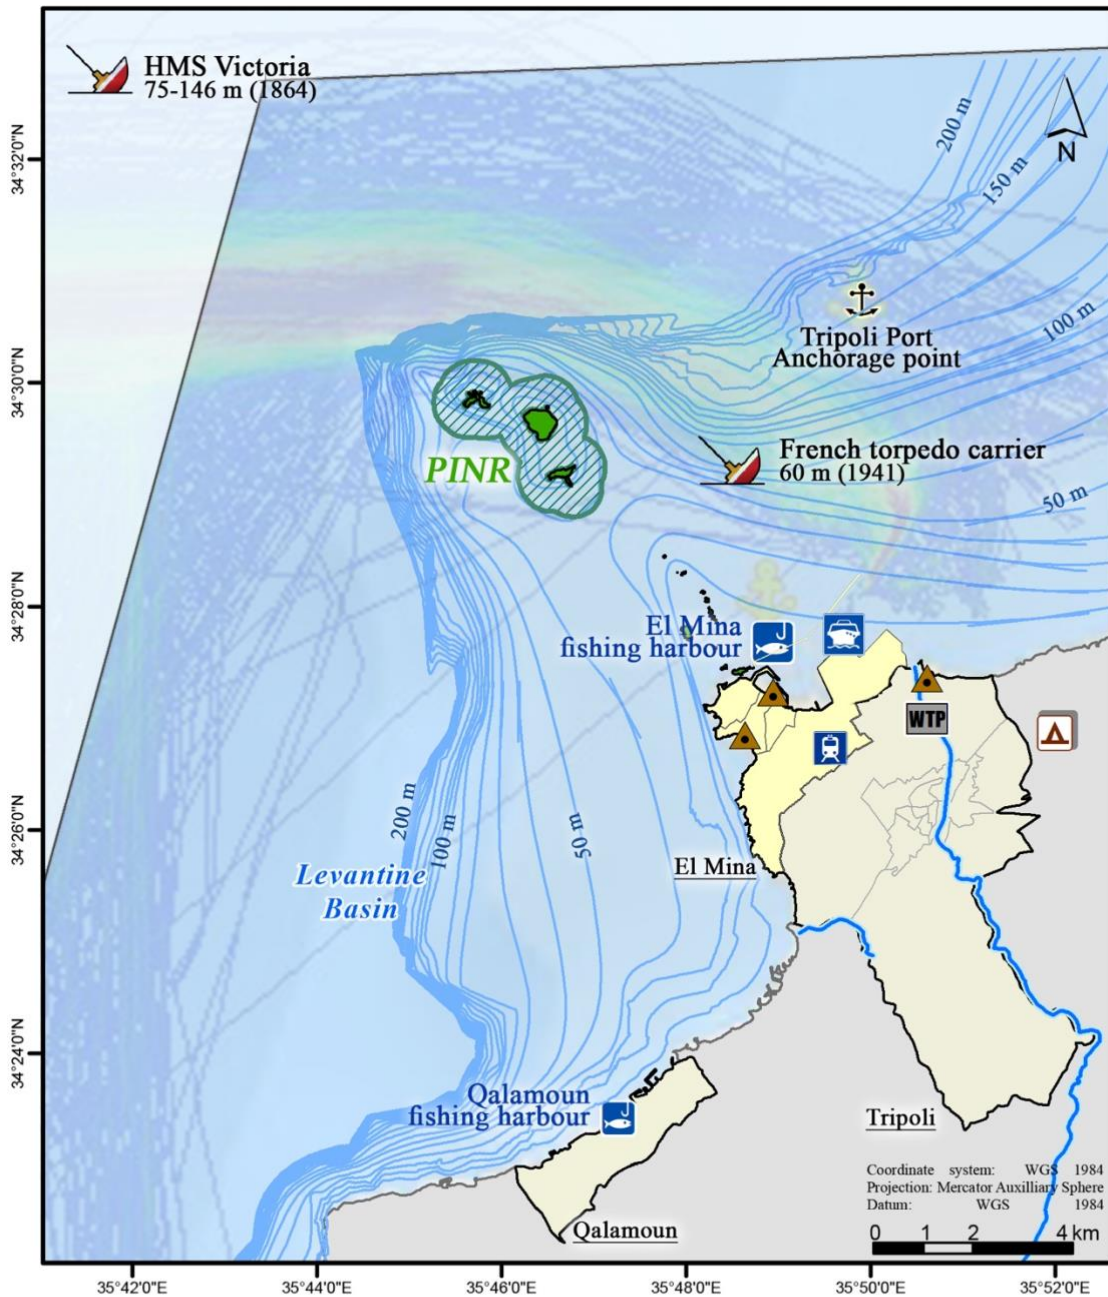 HMS Victoria
75-146 m (1864)
34°32'0"N
200 m
150 m
N
Tripoli Port
Anchorage point
100 m
34°30'0"N
PINR
French torpedo carrier
60 m (1941)
50 m
34°28'0"N
El Mina
fishing harbour
WTP
34°26'0"N
200 m
100 m
50 m
El Mina
Levantine
Basin
34°24'0"N
Qalamoun
fishing harbour
Tripoli
Coordinate system: WGS 1984
Projection: Mercator Auxilliary Sphere
Datum: WGS 1984
0 1 2 4 km
Qalamoun
35°42'0"E 35°44'0"E 35°46'0"E 35°48'0"E 35°50'0"E 35°52'0"E